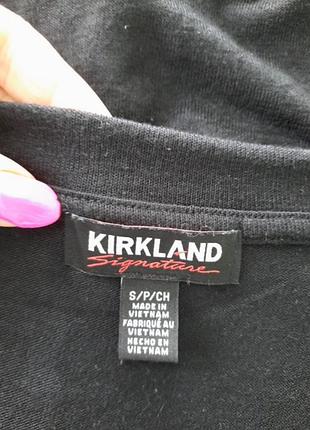 KIRKLAND
Signature
S/P/CH
MADE IN
VIETNAM
FABRIQUÉ AU
VIETNAM
HECHO EN
VIETNAM